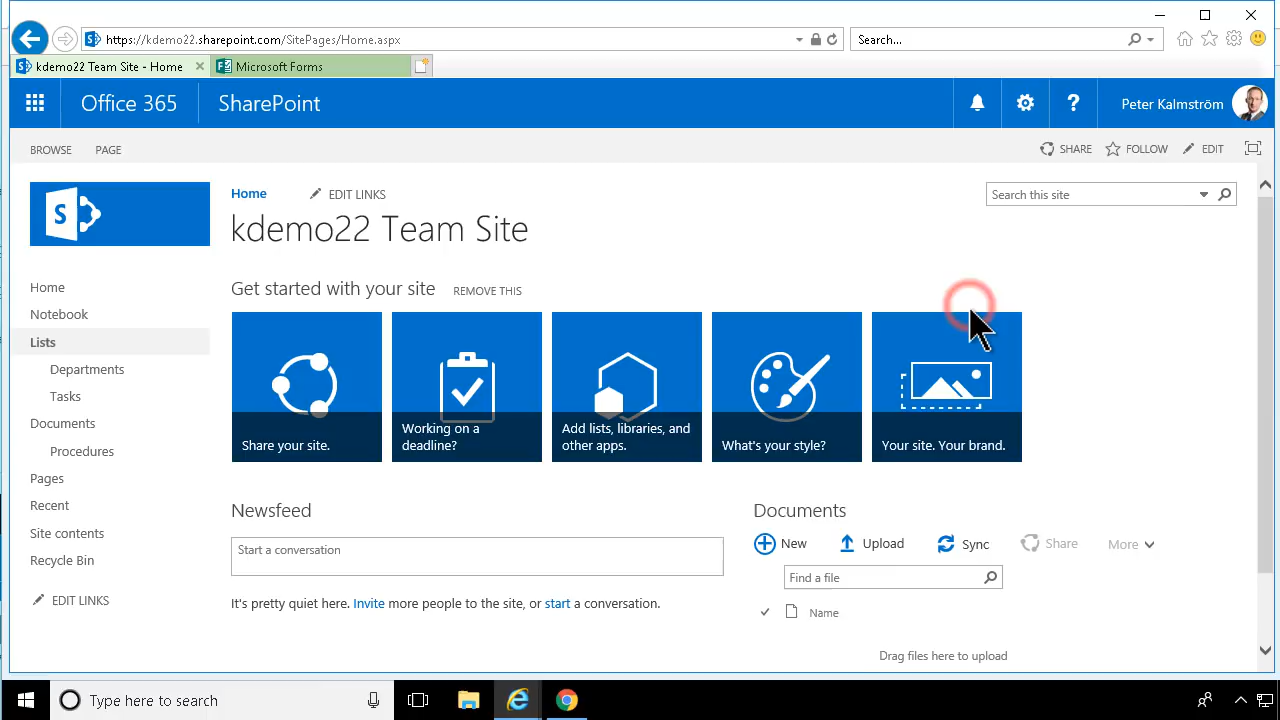 https://kdemo22.sharepoint.com/SitePages/Home.aspx
Search...
kdemo22 Team Site - Home
Microsoft Forms
Office 365
SharePoint
?
Peter Kalmström
BROWSE
PAGE
SHARE
FOLLOW
EDIT
S
Home
EDIT LINKS
Search this site
kdemo22 Team Site
Home
Notebook
Lists
Departments
Tasks
Documents
Procedures
Pages
Recent
Site contents
Recycle Bin
EDIT LINKS
Get started with your site
REMOVE THIS
Share your site.
Working on a
deadline?
Add lists, libraries, and
other apps.
What's your style?
Your site. Your brand.
Newsfeed
Start a conversation
It's pretty quiet here. Invite more people to the site, or start a conversation.
Documents
New
Upload
Sync
Share
More
Find a file
Name
Drag files here to upload
Type here to search